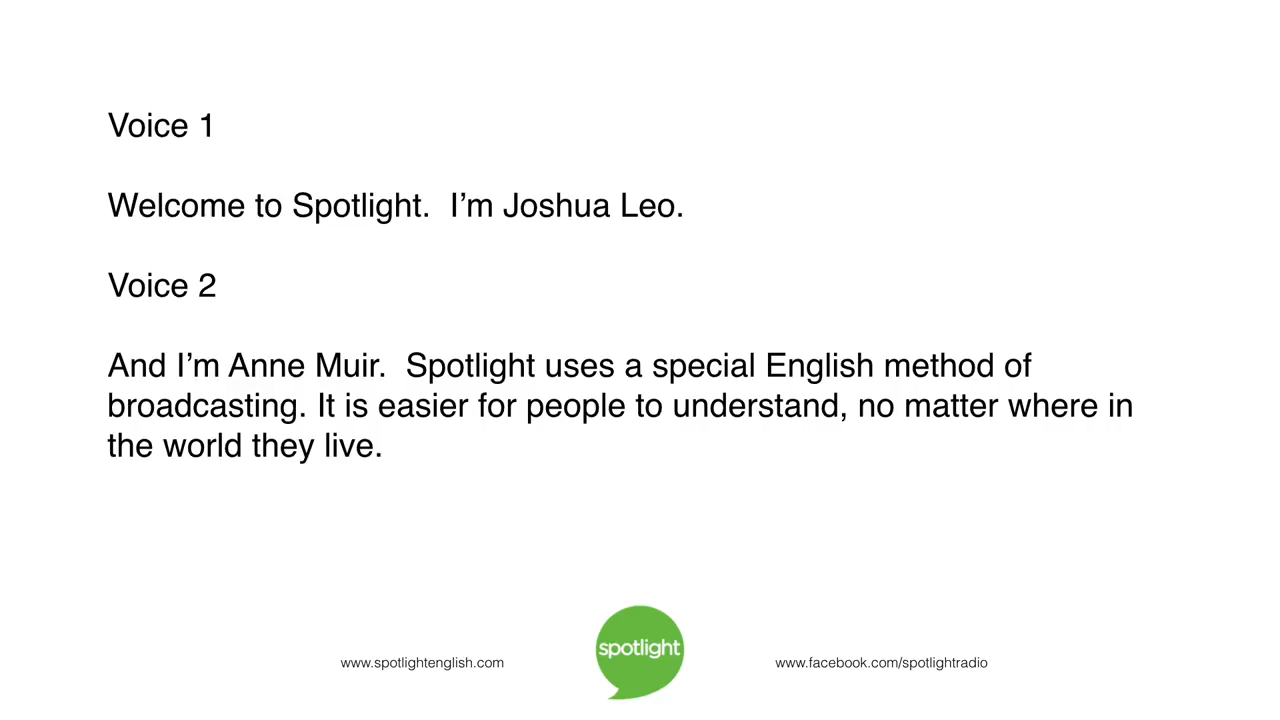 Voice 1
Welcome to Spotlight.  I’m Joshua Leo.
Voice 2
And I’m Anne Muir.  Spotlight uses a special English method of
broadcasting. It is easier for people to understand, no matter where in
the world they live.
www.spotlightenglish.com
spotlight
www.facebook.com/spotlightradio